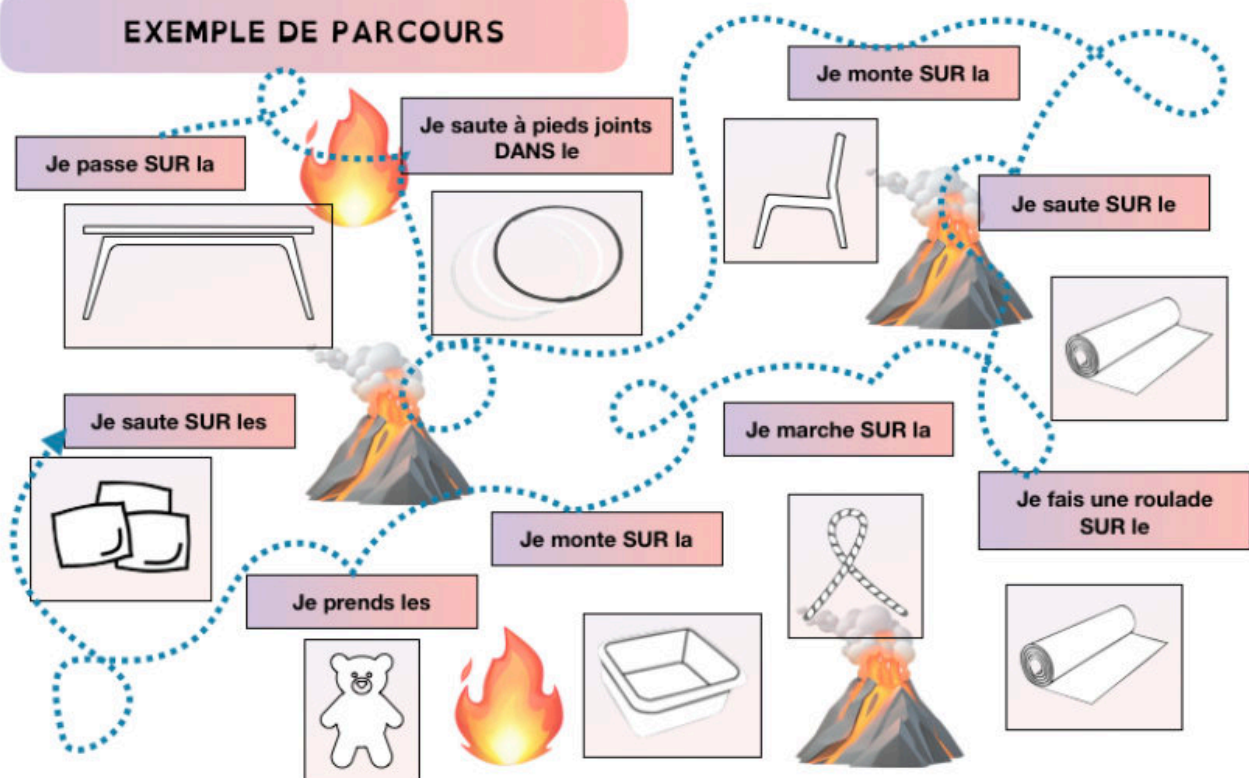 EXEMPLE DE PARCOURS
Je passe SUR la
Je saute à pieds joints
DANS le
Je monte SUR la
Je saute SUR le
Je fais une roulade
SUR le
Je marche SUR la
Je monte SUR la
Je prends les
Je saute SUR les